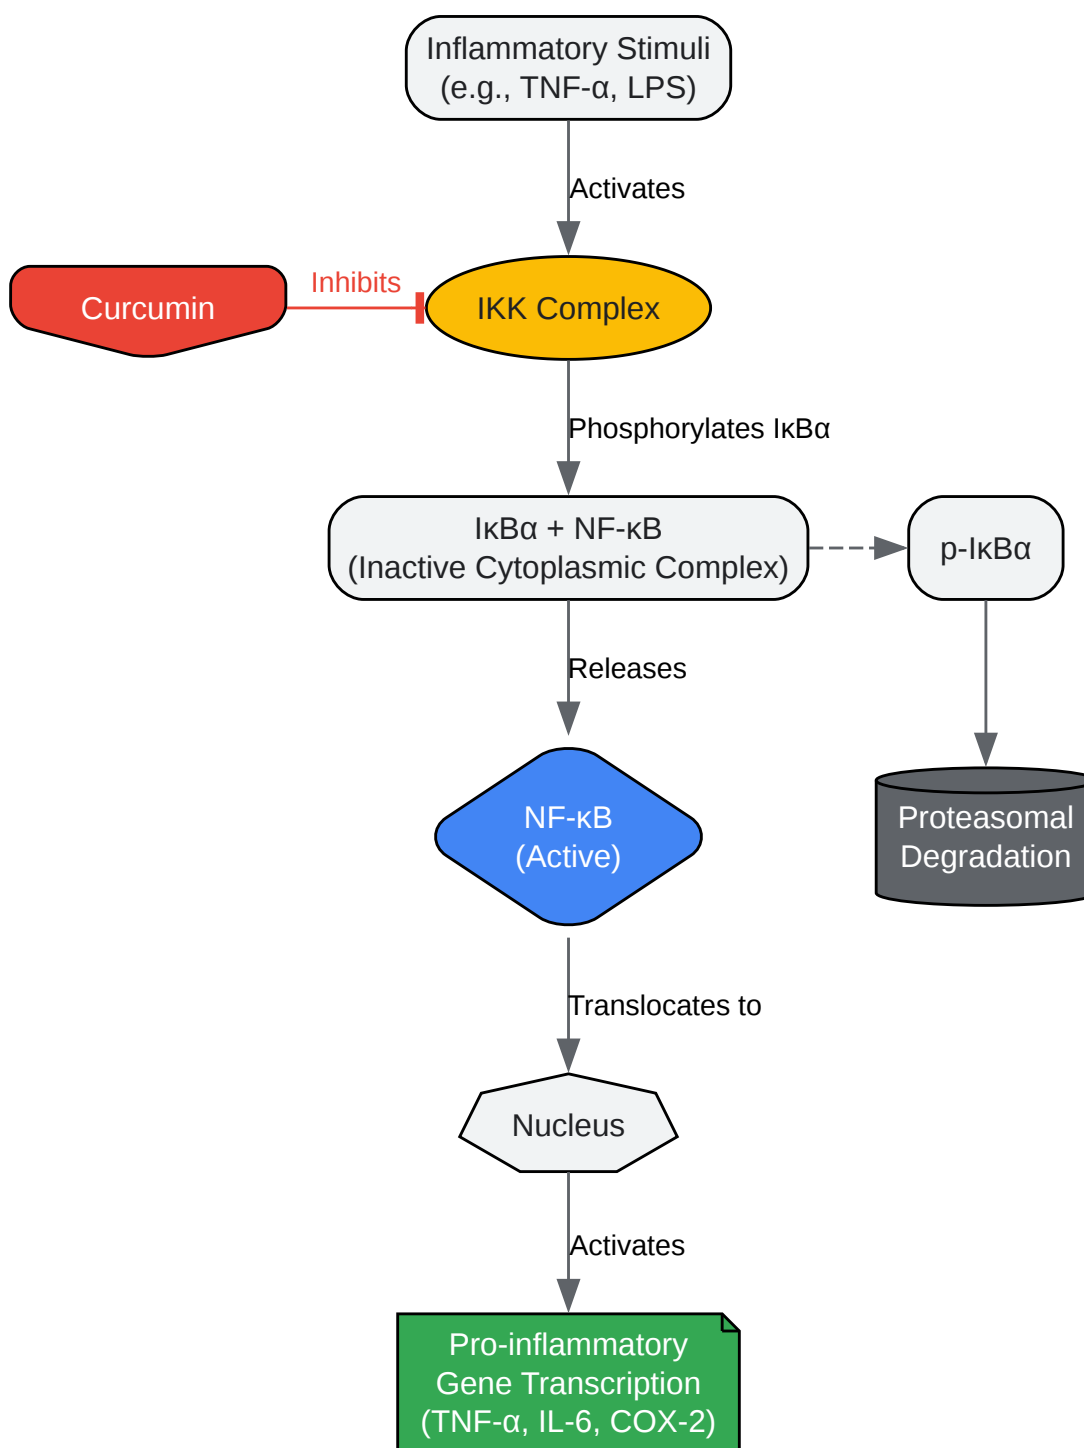 Inflammatory Stimuli
(e.g., TNF-α, LPS)
Activates
Inhibits
Curcumin
IKK Complex
Phosphorylates IκBα
IκBα + NF-κB
(Inactive Cytoplasmic Complex)
p-IκBα
Releases
NF-κB
(Active)
Proteasomal
Degradation
Translocates to
Nucleus
Activates
Pro-inflammatory
Gene Transcription
(TNF-α, IL-6, COX-2)